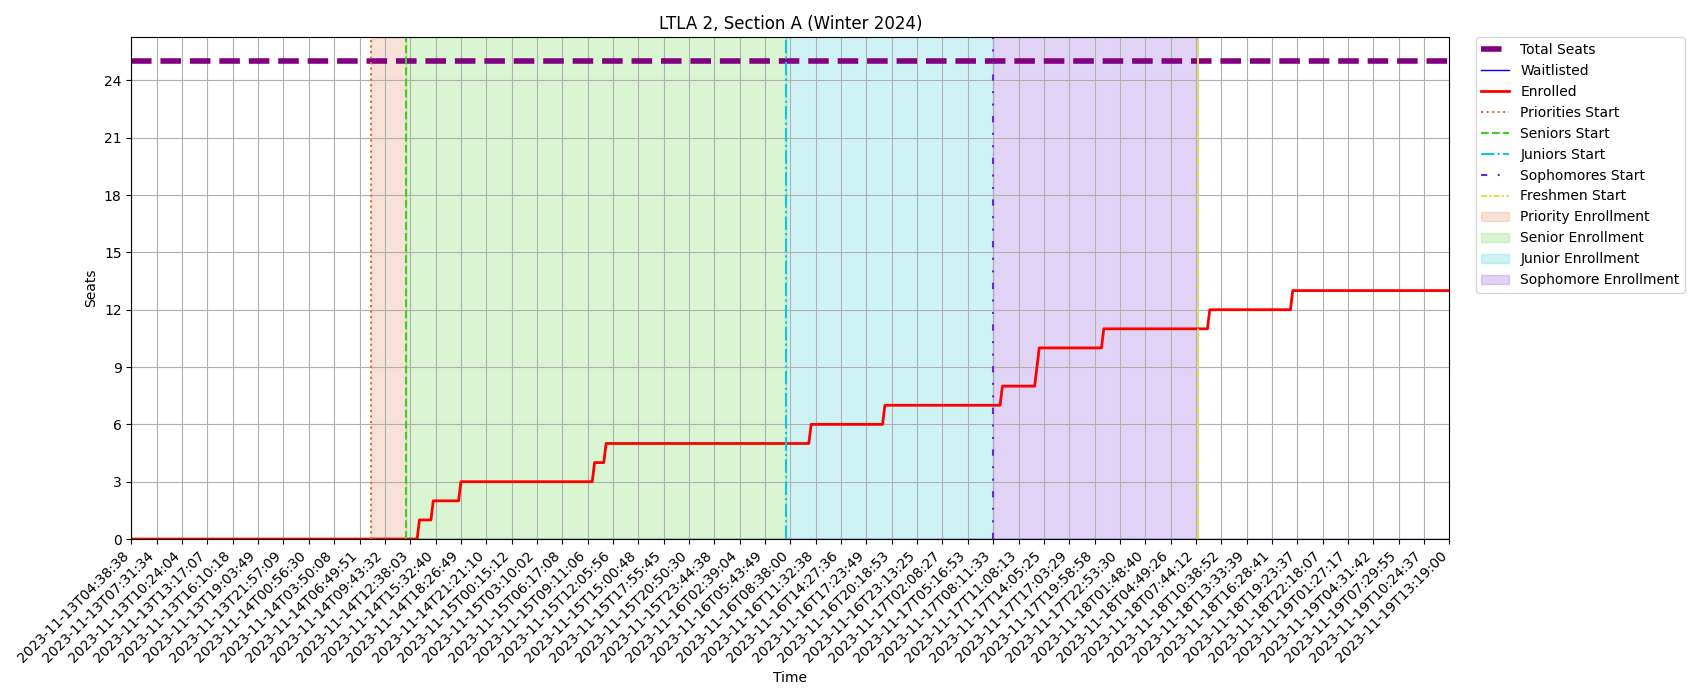 LTLA 2, Section A (Winter 2024)
Seats
24
21
18
15
12
9
6
3
0
2023-11-13T04:38:38
2023-11-13T07:31:34
2023-11-13T10:24:04
2023-11-13T13:17:07
2023-11-13T16:10:18
2023-11-13T19:03:49
2023-11-13T21:57:09
2023-11-14T00:56:30
2023-11-14T03:50:08
2023-11-14T06:49:51
2023-11-14T09:43:32
2023-11-14T12:38:03
2023-11-14T15:32:40
2023-11-14T18:26:49
2023-11-14T21:21:10
2023-11-15T00:15:12
2023-11-15T03:10:02
2023-11-15T06:17:08
2023-11-15T09:11:06
2023-11-15T12:05:56
2023-11-15T15:00:48
2023-11-15T17:55:45
2023-11-15T20:50:30
2023-11-15T23:44:38
2023-11-16T02:39:04
2023-11-16T05:43:49
2023-11-16T08:38:00
2023-11-16T11:32:38
2023-11-16T14:27:36
2023-11-16T17:23:49
2023-11-16T20:18:53
2023-11-16T23:13:25
2023-11-17T02:08:27
2023-11-17T05:16:53
2023-11-17T08:11:33
2023-11-17T11:08:13
2023-11-17T14:05:25
2023-11-17T17:03:29
2023-11-17T19:58:58
2023-11-17T22:53:30
2023-11-18T01:48:40
2023-11-18T04:49:26
2023-11-18T07:44:12
2023-11-18T10:38:52
2023-11-18T13:33:39
2023-11-18T16:28:41
2023-11-18T19:23:37
2023-11-18T22:18:07
2023-11-19T01:27:17
2023-11-19T04:31:42
2023-11-19T07:29:55
2023-11-19T10:24:37
2023-11-19T13:19:00
Time
Total Seats
Waitlisted
Enrolled
Priorities Start
Seniors Start
Juniors Start
Sophomores Start
Freshmen Start
Priority Enrollment
Senior Enrollment
Junior Enrollment
Sophomore Enrollment